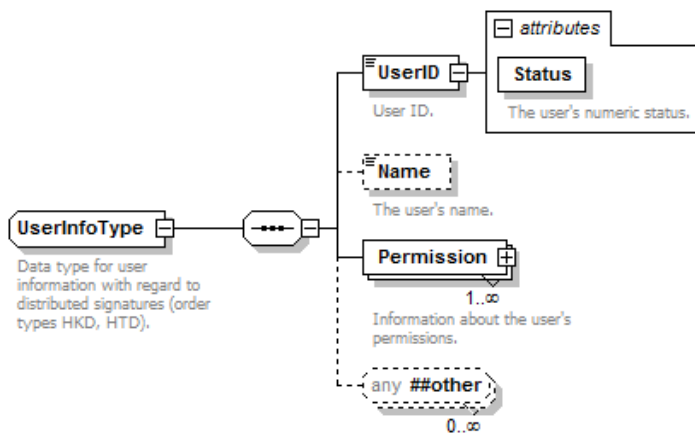 attributes
UserID
Status
User ID.
The user's numeric status.
Name
The user's name.
UserInfoType
Data type for user
information with regard to
distributed signatures (order
types HKD, HTD).
Permission
1..∞
Information about the user's
permissions.
any ##other
0..∞